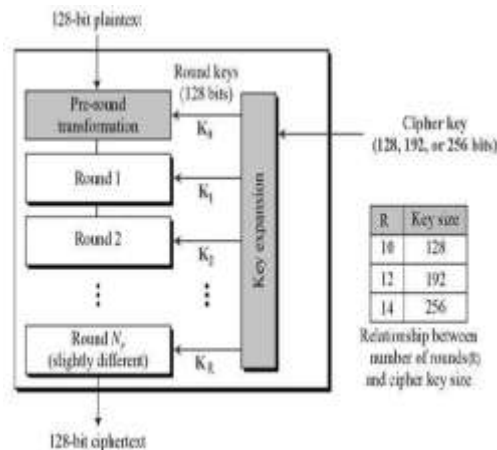 128-bit plaintext
Round keys
(128 bits)
Pre-round
transformation
K₀
Cipher key
(128, 192, or 256 bits)
Round 1
K₁
Round 2
K₂
Key expansion
Round Nᵣ
(slightly different)
K_R
R Key size
10 128
12 192
14 256
Relationship between
number of rounds(R)
and cipher key size
128-bit ciphertext